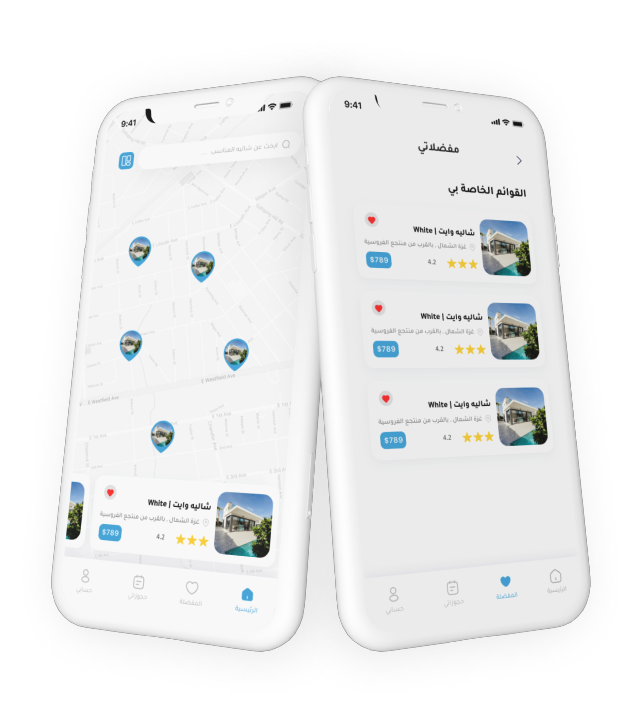 9:41
ابحث عن شاليه المناسب ...
E Westfield Ave
شاليه وايت | White
غزة الشمال . بالقرب من منتجع الفروسية
4.2
$789
الرئيسية
المفضلة
حجوزاتي
حسابي
9:41
مفضلاتي
القوائم الخاصة بي
شاليه وايت | White
غزة الشمال . بالقرب من منتجع الفروسية
4.2
$789
شاليه وايت | White
غزة الشمال . بالقرب من منتجع الفروسية
4.2
$789
شاليه وايت | White
غزة الشمال . بالقرب من منتجع الفروسية
4.2
$789
الرئيسية
المفضلة
حجوزاتي
حسابي